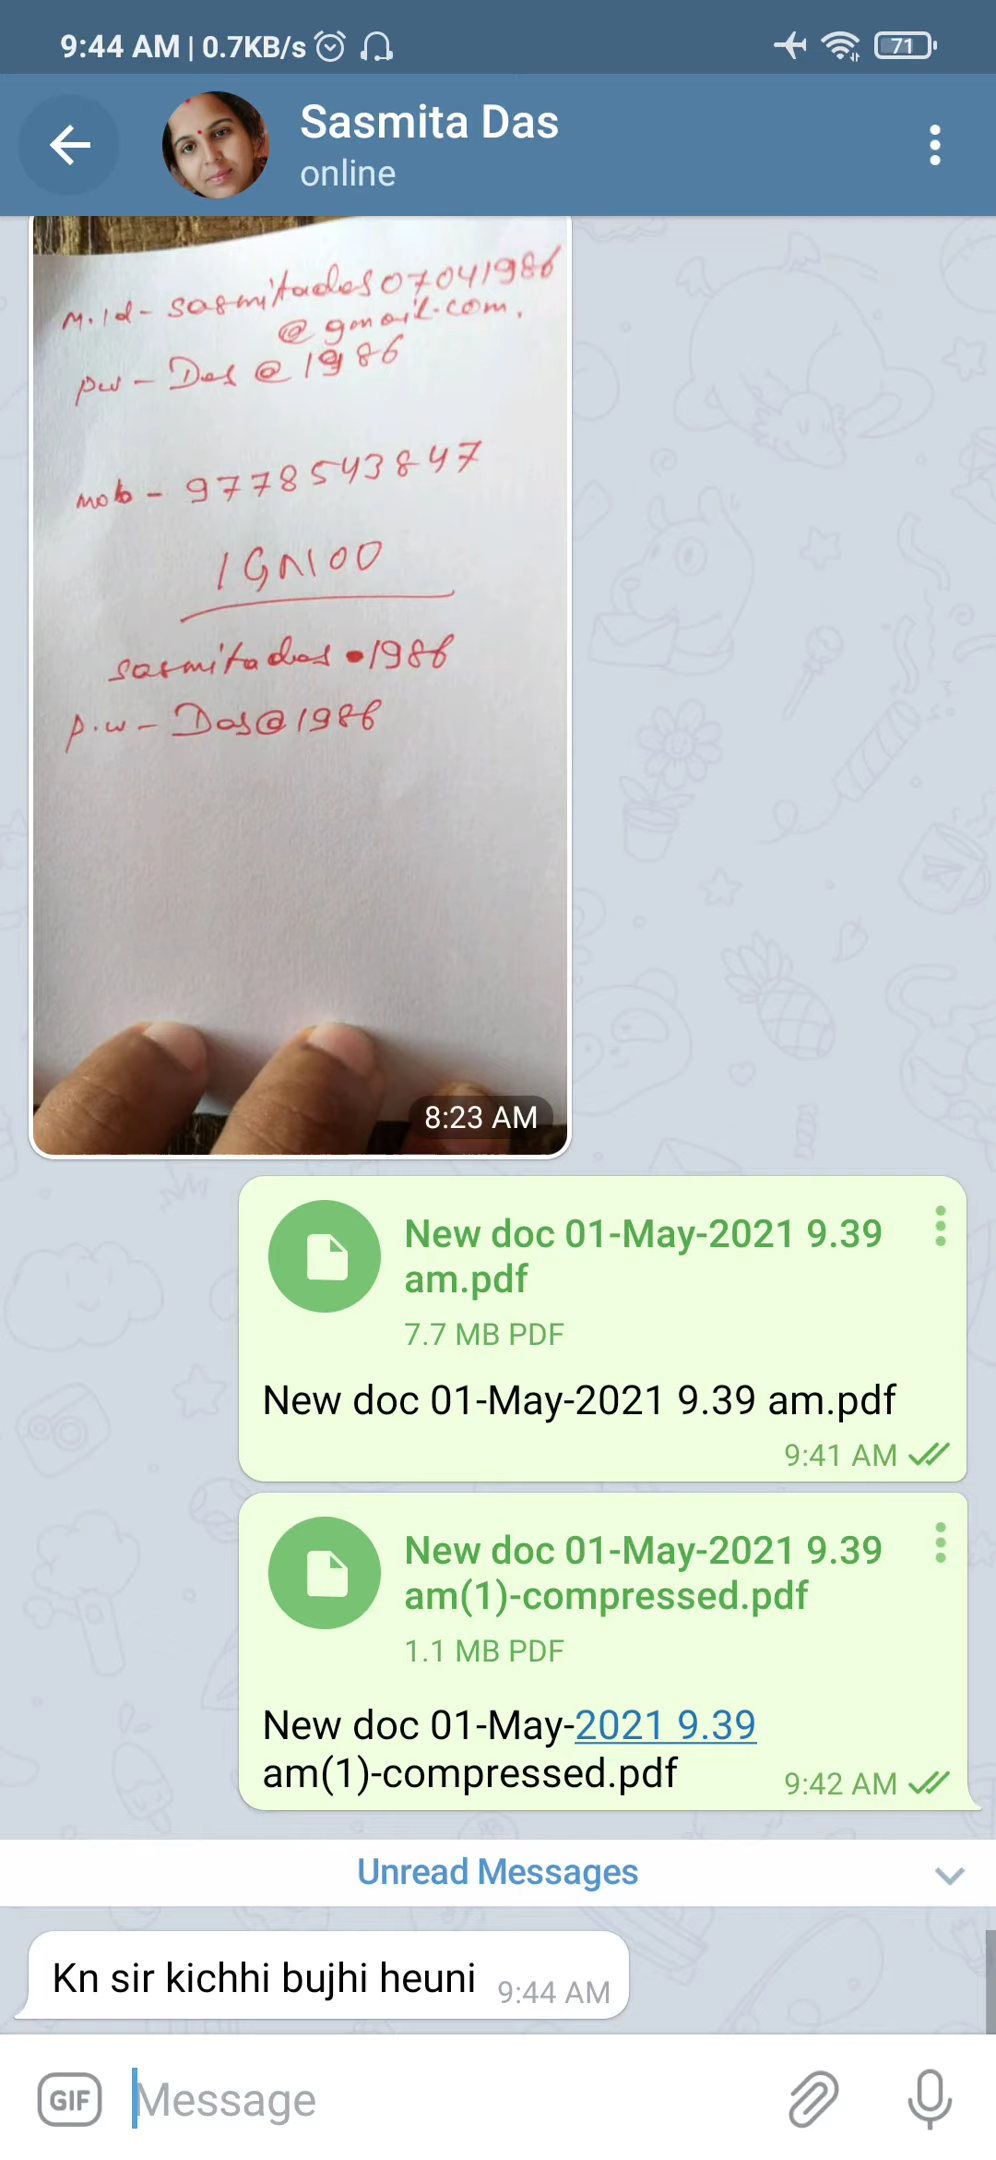 9:44 AM | 0.7KB/s
71
Sasmita Das
online
M.Id - sasmitadas07041986
@gmail.com.
pw - Das @ 1986
mob - 9778543847
IGNOO
sasmitadas.1986
p.w - Das@1986
8:23 AM
New doc 01-May-2021 9.39
am.pdf
7.7 MB PDF
New doc 01-May-2021 9.39 am.pdf
9:41 AM
New doc 01-May-2021 9.39
am(1)-compressed.pdf
1.1 MB PDF
New doc 01-May-2021 9.39
am(1)-compressed.pdf
9:42 AM
Unread Messages
Kn sir kichhi bujhi heuni 9:44 AM
GIF Message